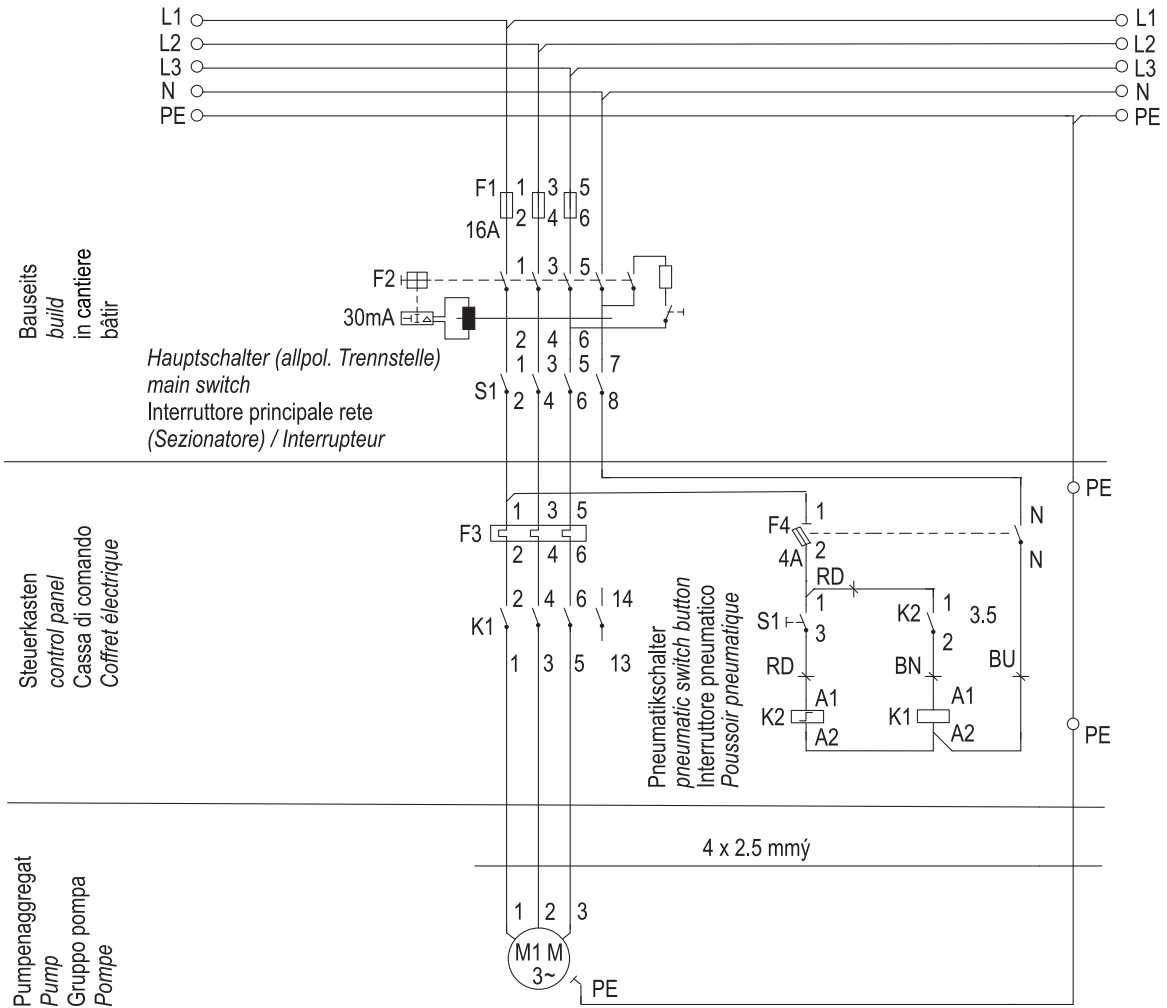 L1 L1
L2 L2
L3 L3
N N
PE PE
F1 1 3 5
16A 2 4 6
F2 1 3 5
30mA
2 4 6
Bauseits
build
in cantiere
bâtir
Hauptschalter (allpol. Trennstelle)
main switch
Interruttore principale rete
(Sezionatore) / Interrupteur
1 3 5 7
S1 2 4 6 8
PE
Steuerkasten
control panel
Cassa di comando
Coffret électrique
1 3 5
F3
2 4 6
2 4 6 14
K1
1 3 5 13
Pneumatikschalter
pneumatic switch button
Interruttore pneumatico
Poussoir pneumatique
1 N
F4
4A 2 N
RD
1 K2 1 3.5
S1 3 2
RD BN BU
A1 A1
K2 K1
A2 A2
PE
Pumpenaggregat
Pump
Gruppo pompa
Pompe
4 x 2.5 mmý
1 2 3
M1 M
3~
PE